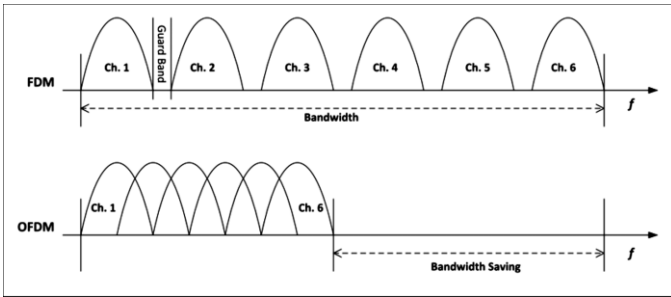 Guard Band
Ch. 1
Ch. 2
Ch. 3
Ch. 4
Ch. 5
Ch. 6
FDM
f
Bandwidth
Ch. 1
Ch. 6
OFDM
f
Bandwidth Saving